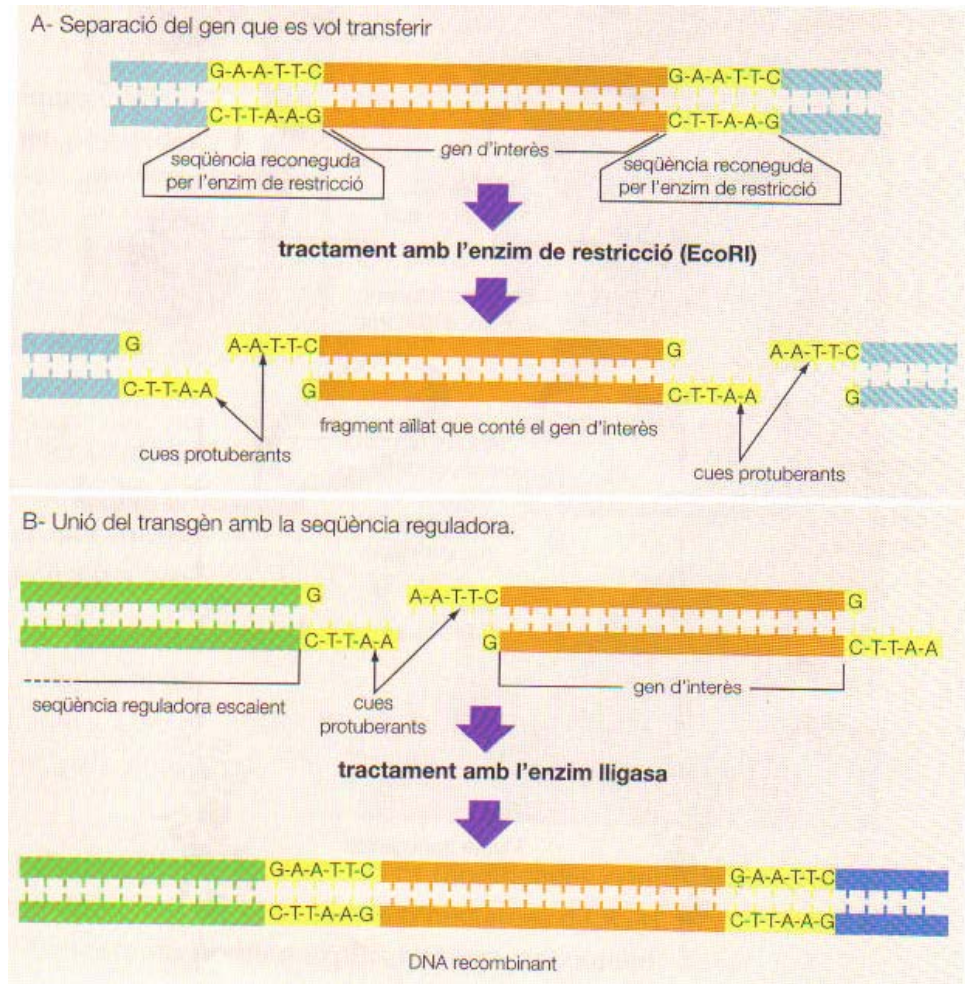 A- Separació del gen que es vol transferir
G-A-A-T-T-C
G-A-A-T-T-C
C-T-T-A-A-G
C-T-T-A-A-G
gen d'interès
seqüència reconeguda
per l'enzim de restricció
seqüència reconeguda
per l'enzim de restricció
tractament amb l'enzim de restricció (EcoRI)
G
A-A-T-T-C
G
A-A-T-T-C
C-T-T-A-A
G
C-T-T-A-A
G
fragment aïllat que conté el gen d'interès
cues protuberants
cues protuberants
B- Unió del transgèn amb la seqüència reguladora.
G
A-A-T-T-C
G
C-T-T-A-A
G
C-T-T-A-A
seqüència reguladora escaient
cues
protuberants
gen d'interès
tractament amb l'enzim lligasa
G-A-A-T-T-C
G-A-A-T-T-C
C-T-T-A-A-G
C-T-T-A-A-G
DNA recombinant